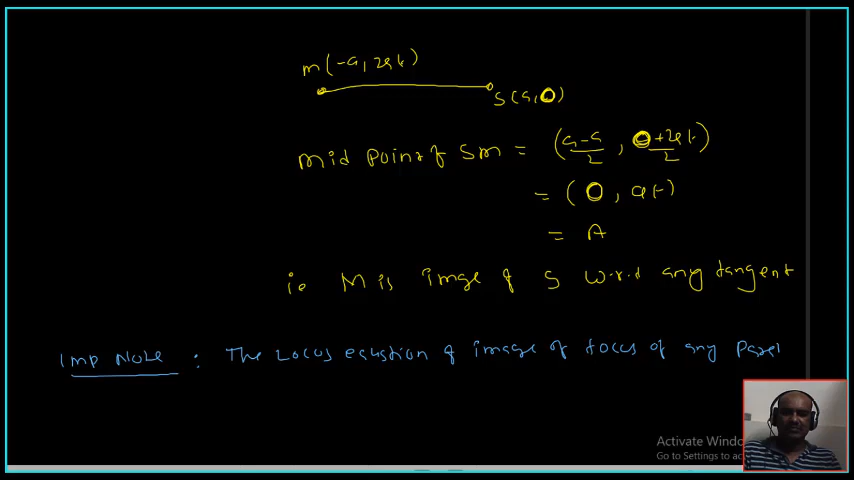 m(-a, 2at)
S(a, 0)
mid point of sm = (a-a/2, 0+2at/2)
= (0, at)
= A
ie M is image of S w.r.t any tangent
Imp Note : The Locus equation of image of focus of any Paral
Activate Windo
Go to Settings to ac